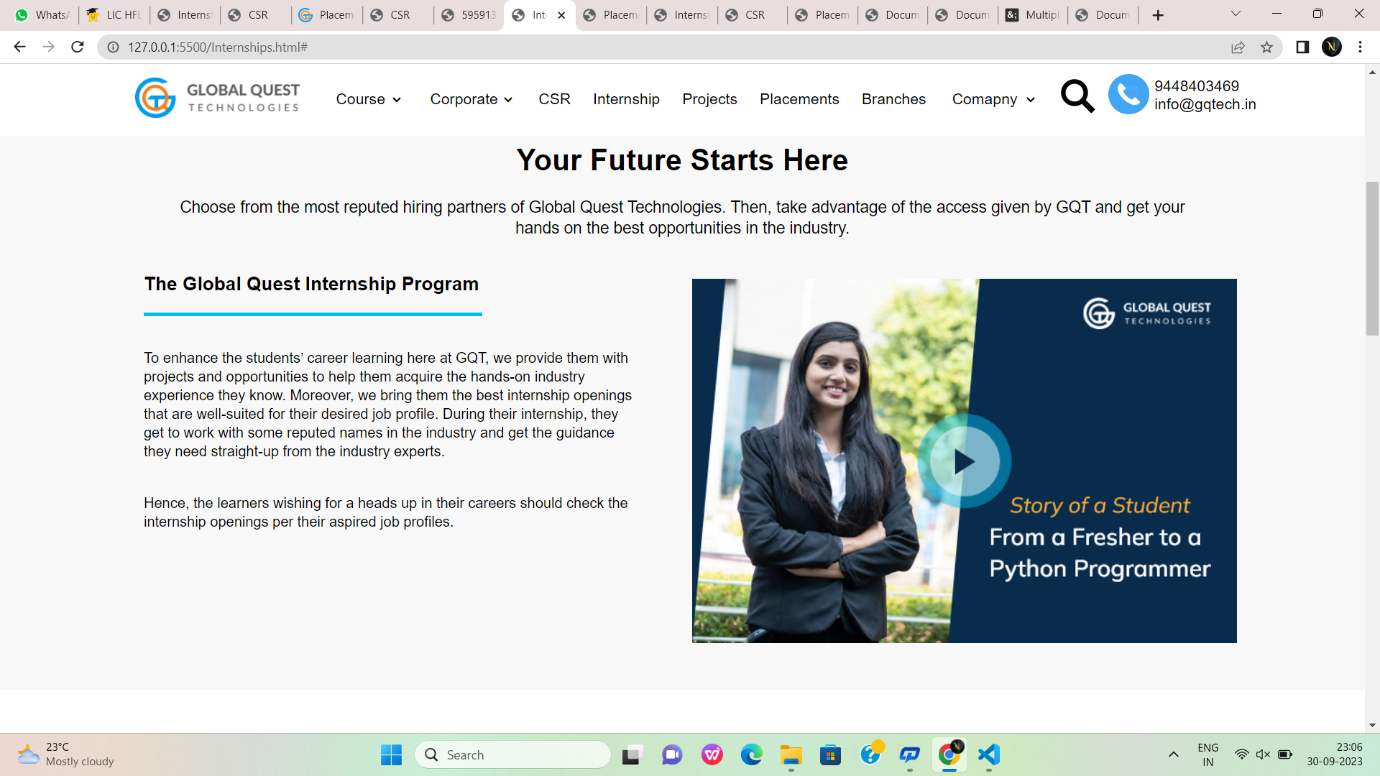 WhatsA
LIC HFL
Internsl
CSR
Placem
CSR
595913
Int
Placem
Interns
CSR
Placem
Docum
Docum
Multipl
Docum
127.0.0.1:5500/Internships.html#
GLOBAL QUEST
TECHNOLOGIES
Course
Corporate
CSR
Internship
Projects
Placements
Branches
Comapny
9448403469
info@gqtech.in
Your Future Starts Here
Choose from the most reputed hiring partners of Global Quest Technologies. Then, take advantage of the access given by GQT and get your
hands on the best opportunities in the industry.
The Global Quest Internship Program
To enhance the students’ career learning here at GQT, we provide them with
projects and opportunities to help them acquire the hands-on industry
experience they know. Moreover, we bring them the best internship openings
that are well-suited for their desired job profile. During their internship, they
get to work with some reputed names in the industry and get the guidance
they need straight-up from the industry experts.
Hence, the learners wishing for a heads up in their careers should check the
internship openings per their aspired job profiles.
GLOBAL QUEST
TECHNOLOGIES
Story of a Student
From a Fresher to a
Python Programmer
23°C
Mostly cloudy
Search
ENG
IN
23:06
30-09-2023